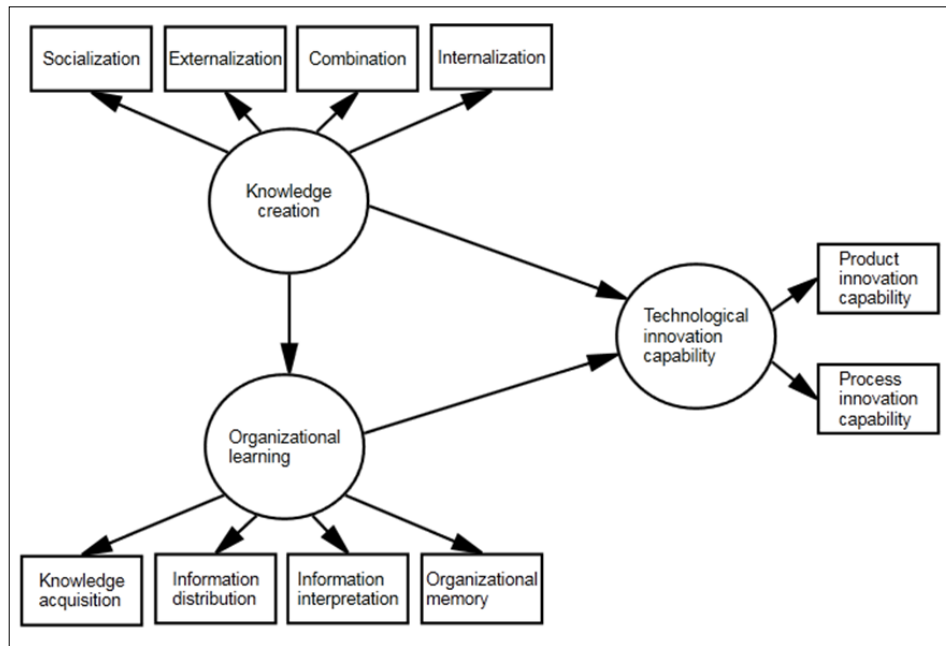 Socialization
Externalization
Combination
Internalization
Knowledge
creation
Product
innovation
capability
Technological
innovation
capability
Process
innovation
capability
Organizational
learning
Knowledge
acquisition
Information
distribution
Information
interpretation
Organizational
memory